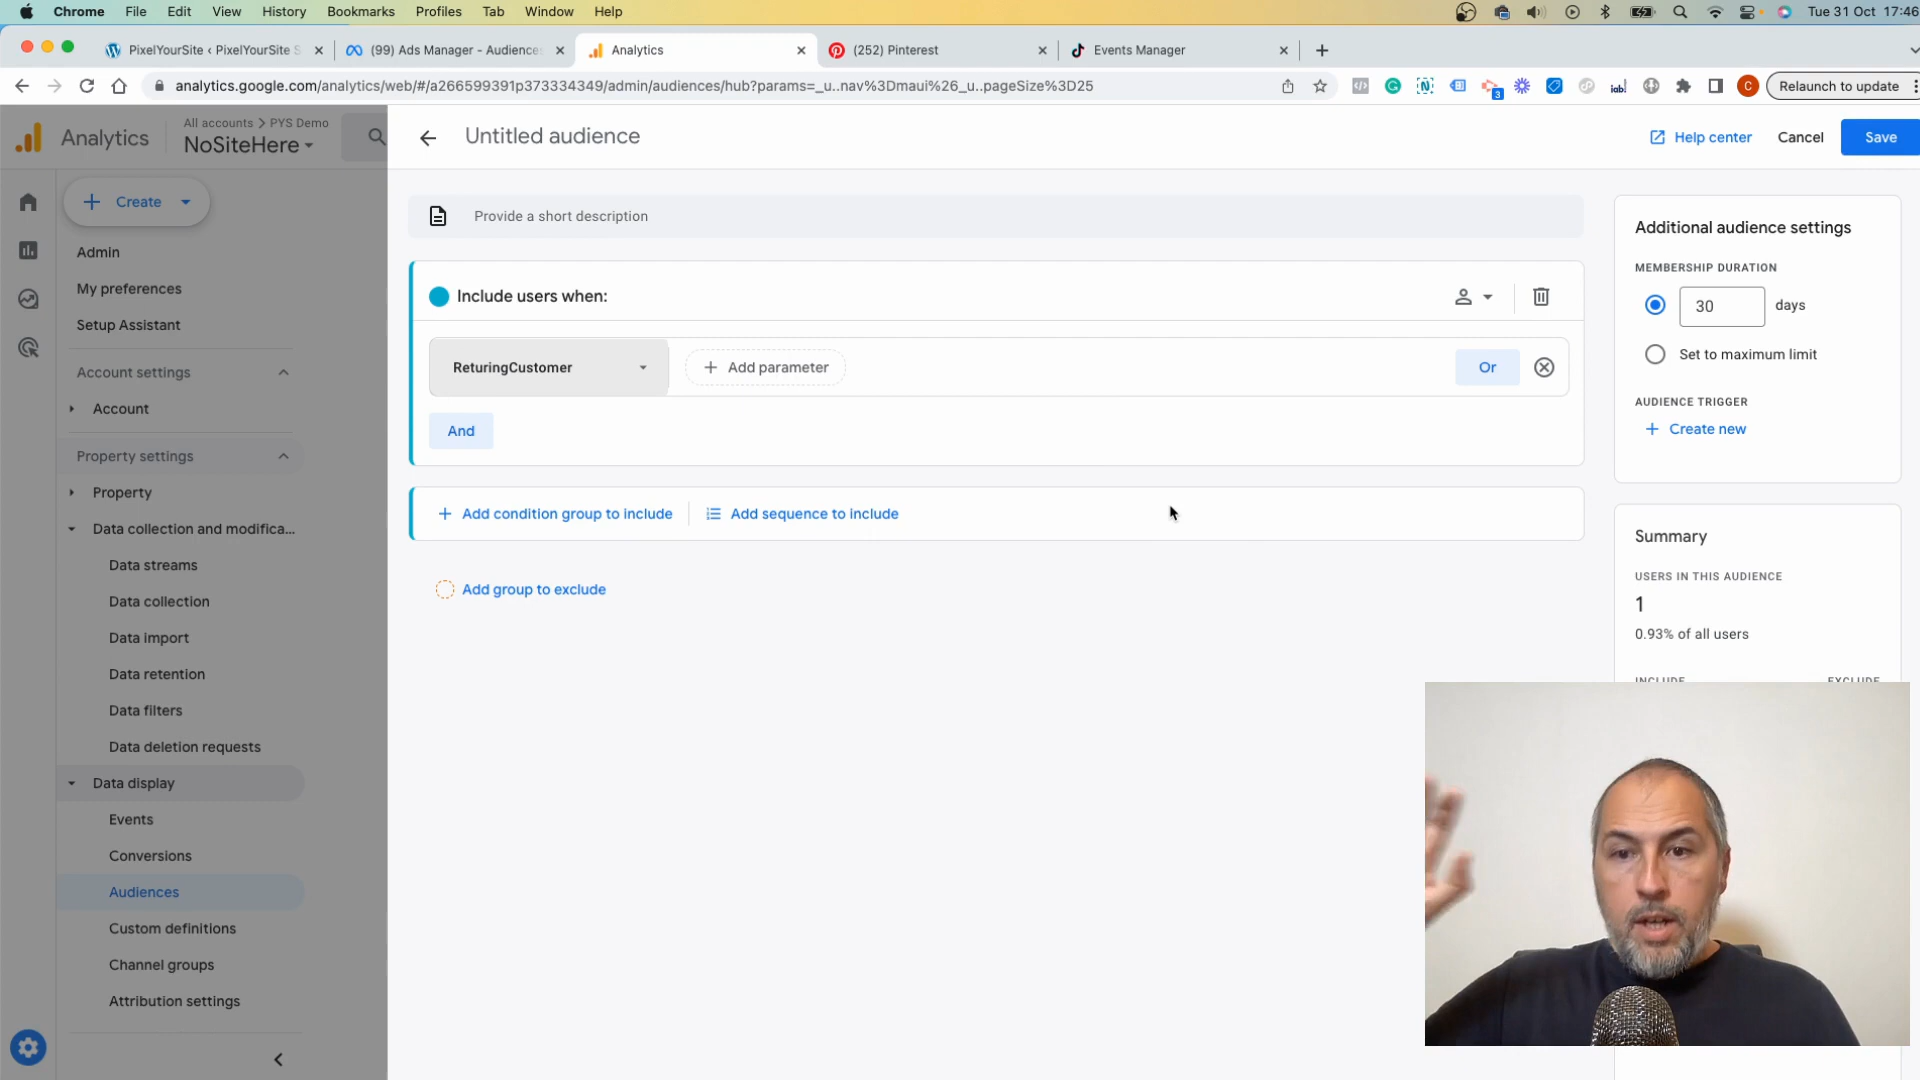 Chrome File Edit View History Bookmarks Profiles Tab Window Help Tue 31 Oct 17:46
PixelYourSite ‹ PixelYourSite S
(99) Ads Manager - Audience
Analytics
(252) Pinterest
Events Manager
analytics.google.com/analytics/web/#/a266599391p373334349/admin/audiences/hub?params=_u..nav%3Dmaui%26_u..pageSize%3D25
3
iab!
C
Relaunch to update
Analytics
All accounts > PYS Demo
NoSiteHere
Untitled audience
Help center
Cancel
Save
Create
Admin
My preferences
Setup Assistant
Account settings
Account
Property settings
Property
Data collection and modifica...
Data streams
Data collection
Data import
Data retention
Data filters
Data deletion requests
Data display
Events
Conversions
Audiences
Custom definitions
Channel groups
Attribution settings
Provide a short description
Include users when:
ReturingCustomer
Add parameter
Or
And
Add condition group to include
Add sequence to include
Add group to exclude
Additional audience settings
MEMBERSHIP DURATION
30 days
Set to maximum limit
AUDIENCE TRIGGER
Create new
Summary
USERS IN THIS AUDIENCE
1
0.93% of all users
INCLUDE EXCLUDE